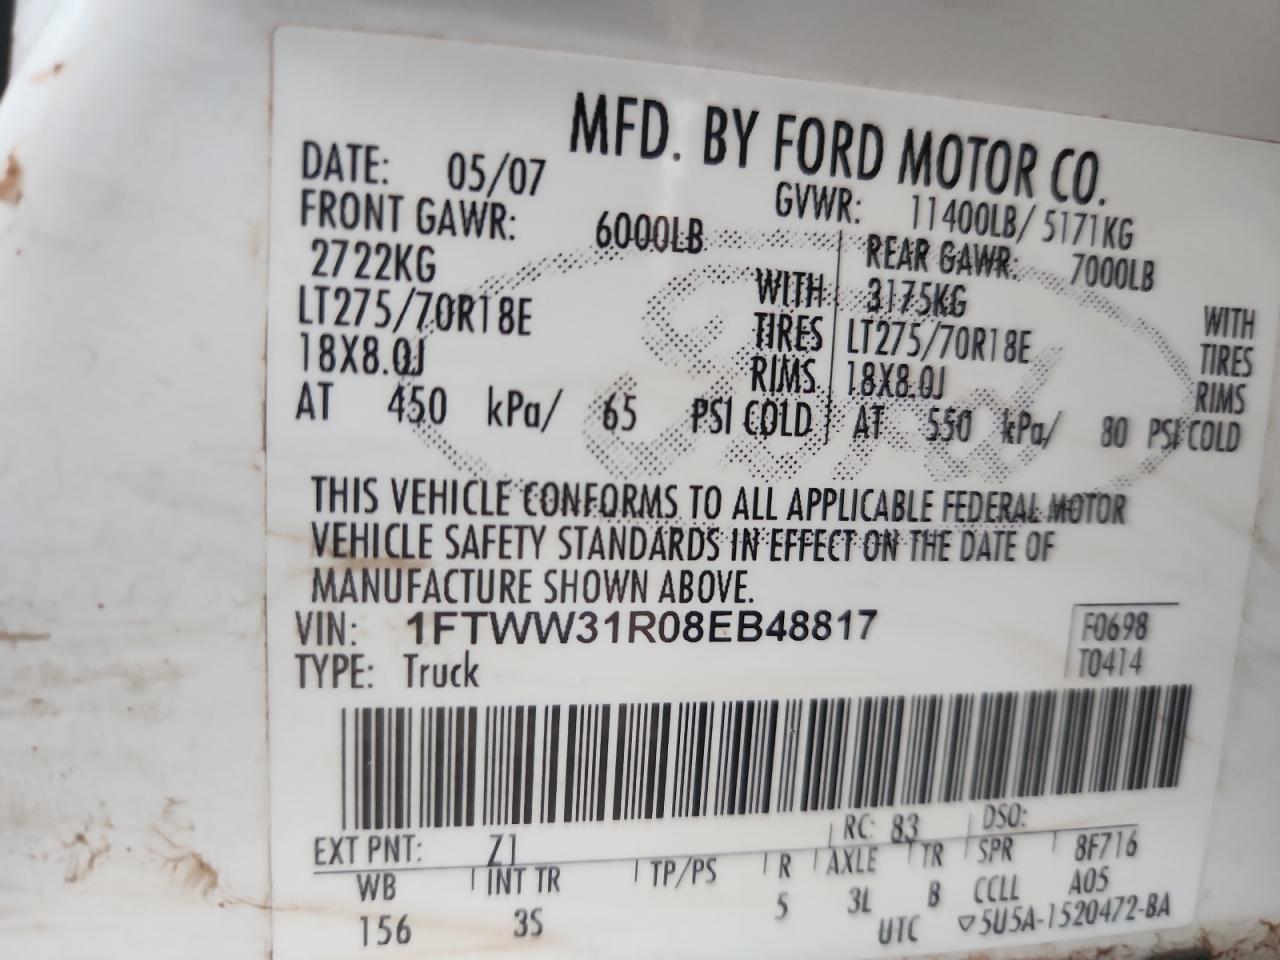 MFD. BY FORD MOTOR CO.
DATE: 05/07 GVWR: 11400LB/ 5171KG
FRONT GAWR: 6000LB REAR GAWR: 7000LB
2722KG WITH 3175KG WITH
LT275/70R18E TIRES LT275/70R18E TIRES
18X8.0J RIMS 18X8.0J RIMS
AT 450 kPa/ 65 PSI COLD AT 550 kPa/ 80 PSI COLD
THIS VEHICLE CONFORMS TO ALL APPLICABLE FEDERAL MOTOR
VEHICLE SAFETY STANDARDS IN EFFECT ON THE DATE OF
MANUFACTURE SHOWN ABOVE.
VIN: 1FTWW31R08EB48817 F0698
TYPE: Truck T0414
EXT PNT: Z1 RC: 83 DSO:
WB INT TR TP/PS R AXLE TR SPR 8F716
156 3S 5 3L B CCLL A05
UTC ▽5U5A-1520472-BA
Ford